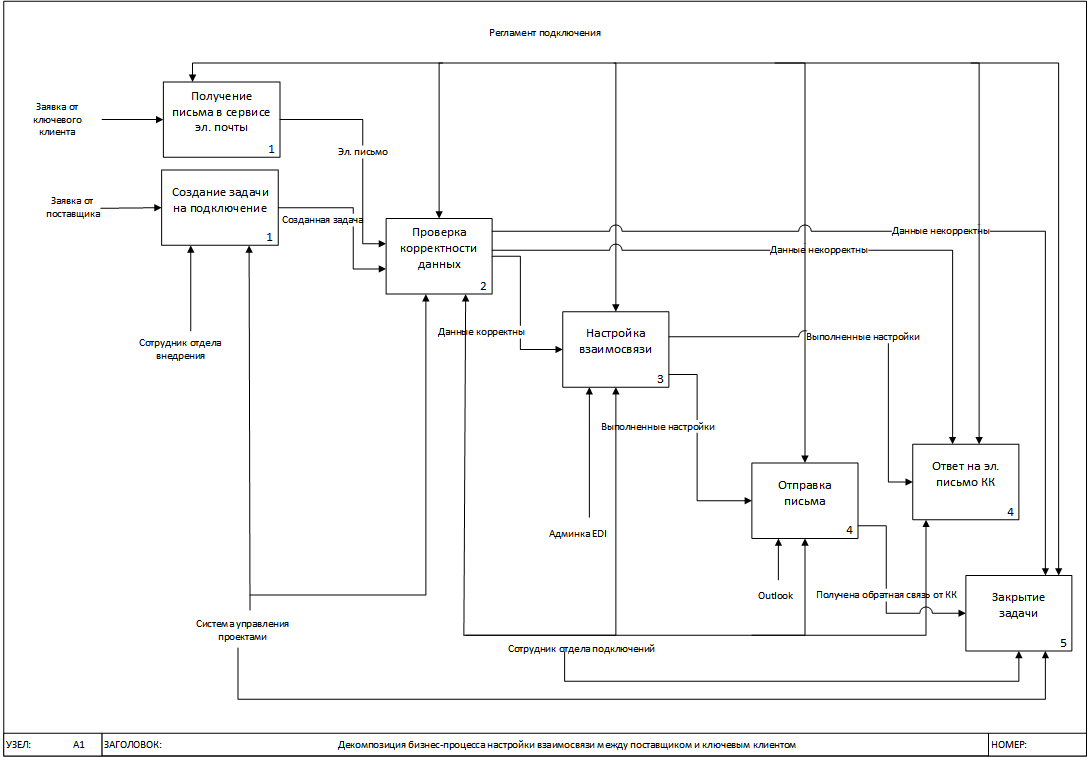 Регламент подключения
Заявка от
ключевого
клиента
Получение
письма в сервисе
эл. почты
1
Эл. письмо
Заявка от
поставщика
Создание задачи
на подключение
1
Созданная задача
Проверка
корректности
данных
2
Данные некорректны
Данные некорректны
Сотрудник отдела
внедрения
Данные корректны
Настройка
взаимосвязи
3
Выполненные настройки
Выполненные настройки
Ответ на эл.
письмо КК
4
Отправка
письма
4
Админка EDI
Outlook
Получена обратная связь от КК
Закрытие
задачи
5
Система управления
проектами
Сотрудник отдела подключений
УЗЕЛ: А1 ЗАГОЛОВОК: Декомпозиция бизнес-процесса настройки взаимосвязи между поставщиком и ключевым клиентом НОМЕР: